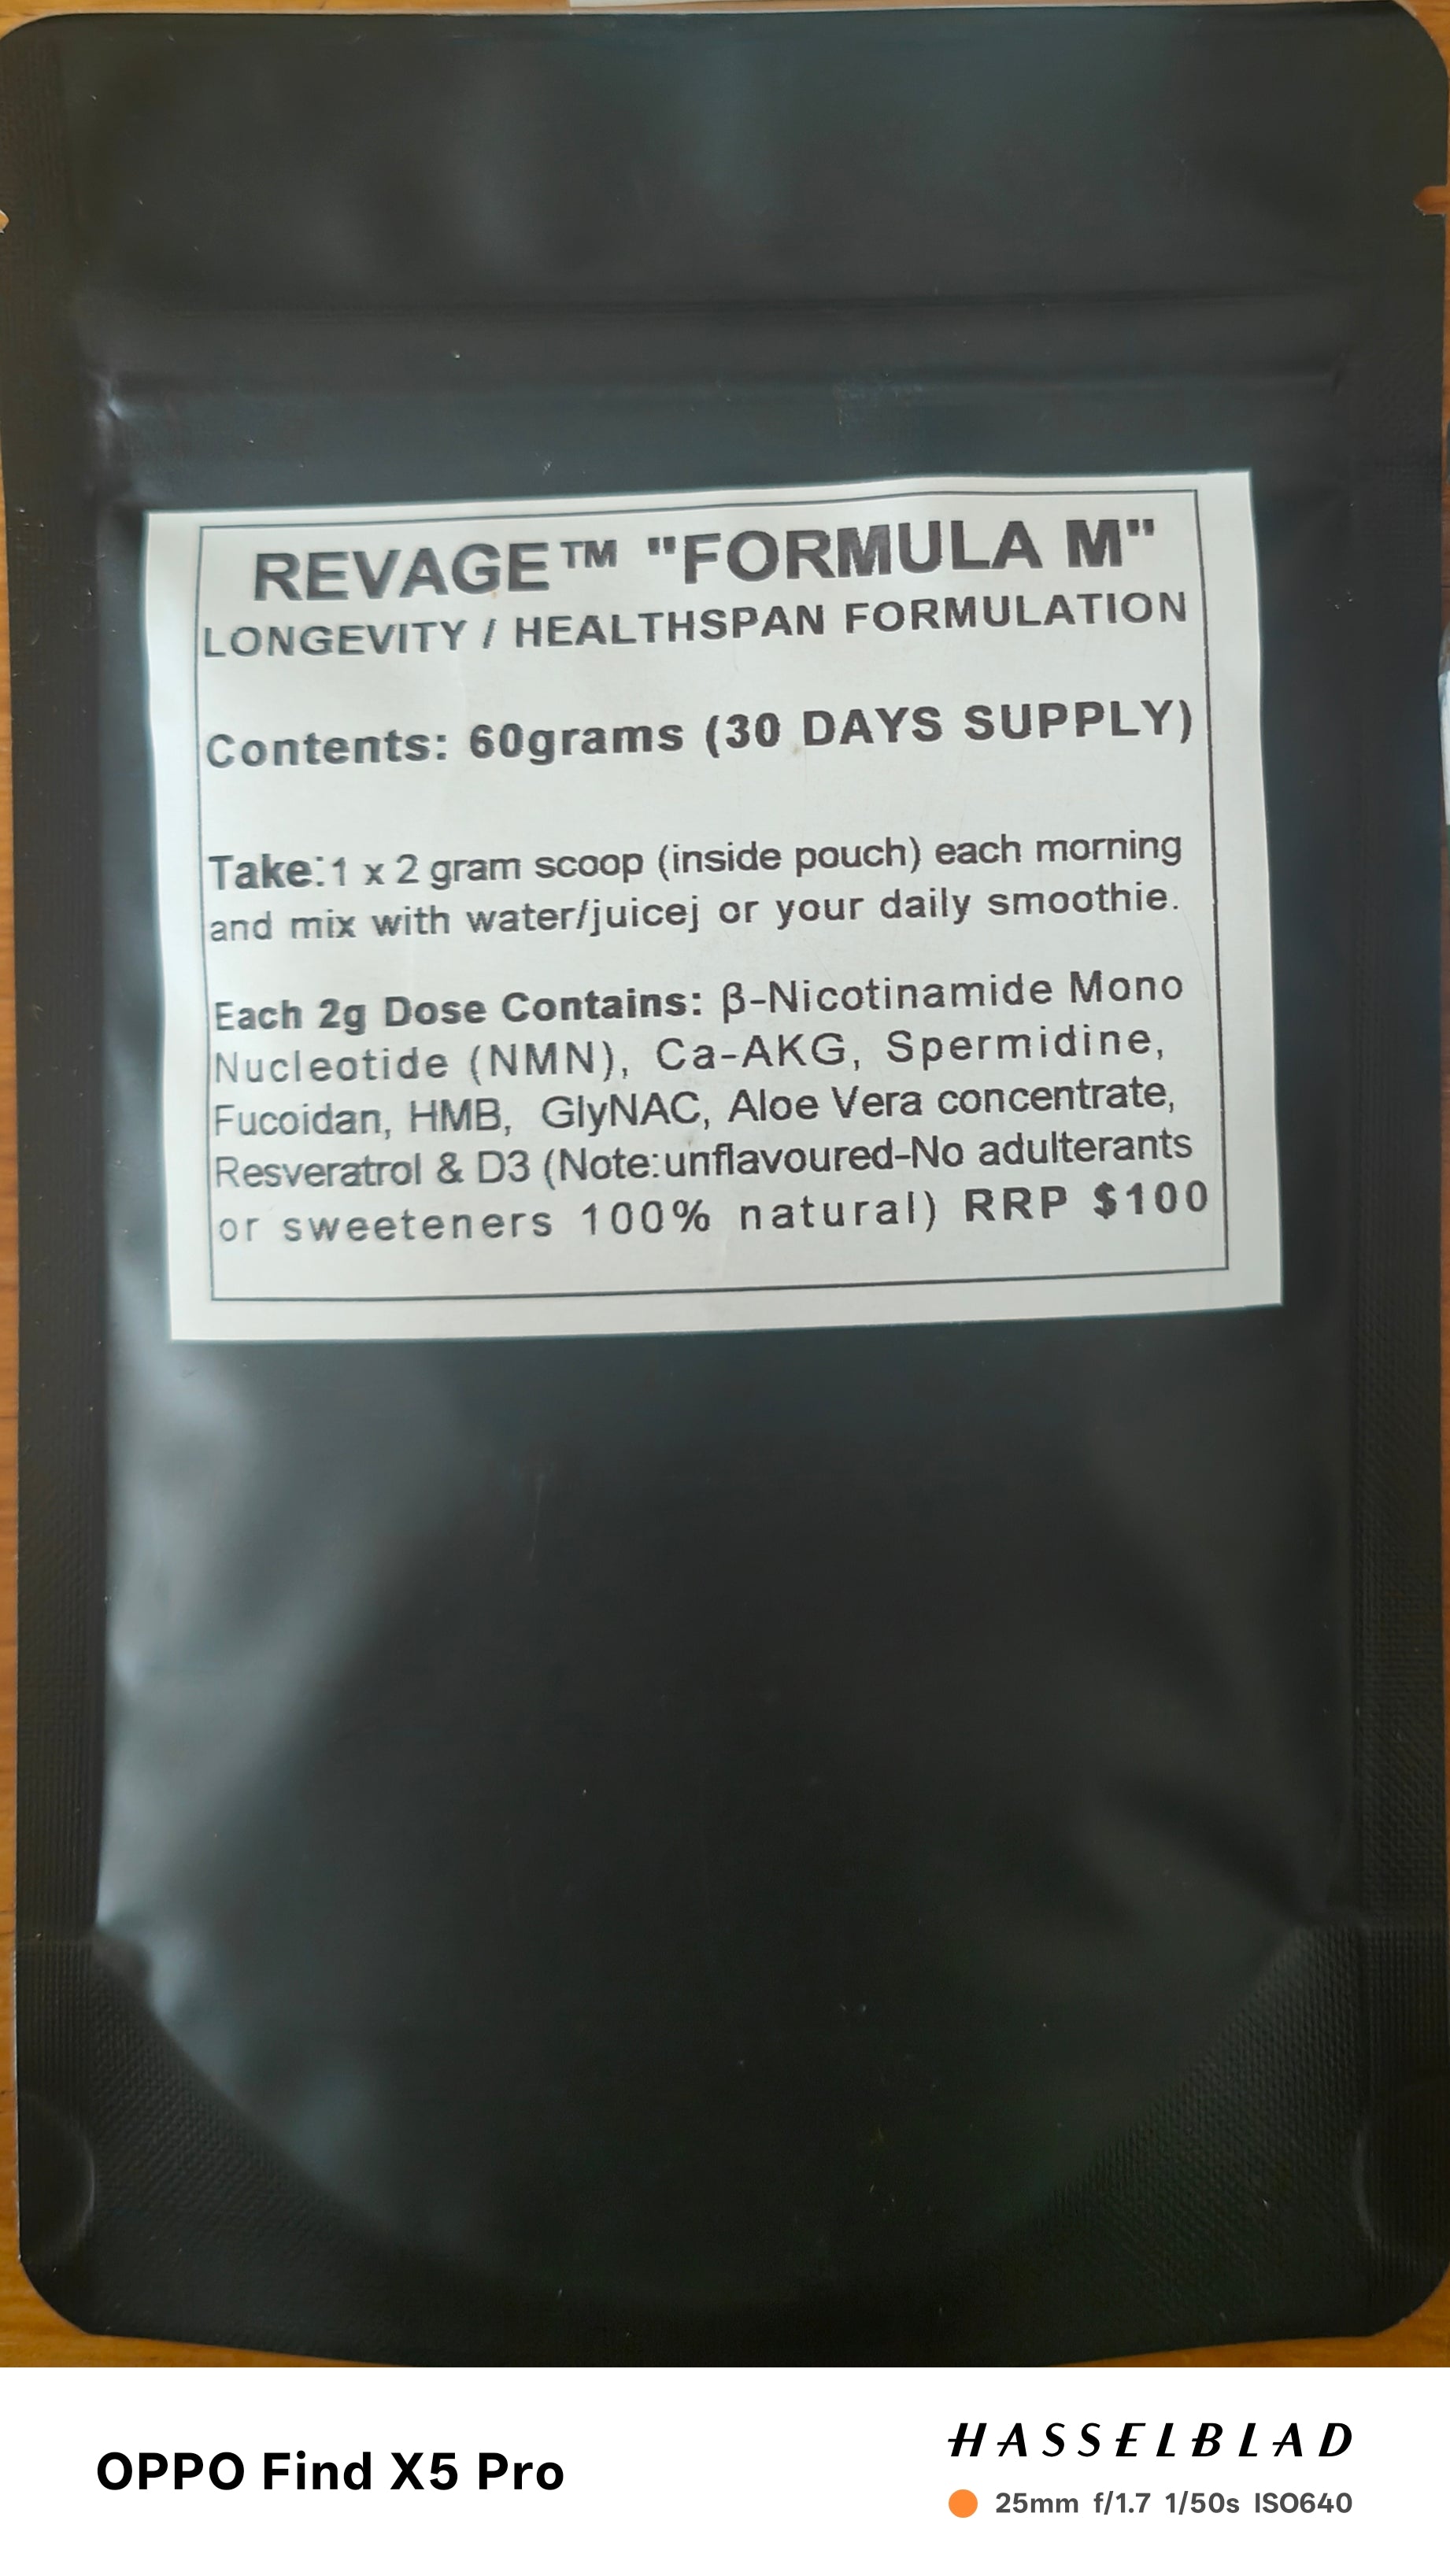 REVAGE™ "FORMULA M"
LONGEVITY / HEALTHSPAN FORMULATION
Contents: 60grams (30 DAYS SUPPLY)
Take:1 x 2 gram scoop (inside pouch) each morning
and mix with water/juicej or your daily smoothie.
Each 2g Dose Contains: β-Nicotinamide Mono
Nucleotide (NMN), Ca-AKG, Spermidine,
Fucoidan, HMB, GlyNAC, Aloe Vera concentrate,
Resveratrol & D3 (Note:unflavoured-No adulterants
or sweeteners 100% natural) RRP $100
OPPO Find X5 Pro
HASSELBLAD
25mm f/1.7 1/50s ISO640